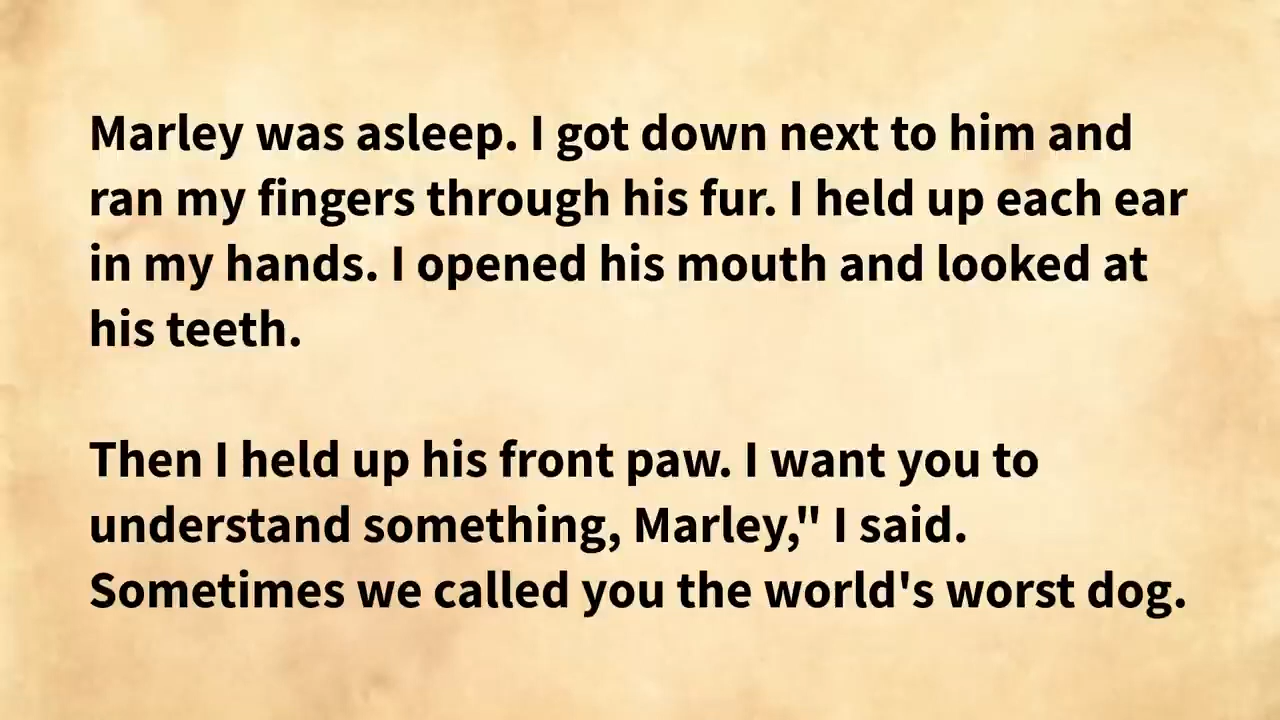 Marley was asleep. I got down next to him and
ran my fingers through his fur. I held up each ear
in my hands. I opened his mouth and looked at
his teeth.
Then I held up his front paw. I want you to
understand something, Marley," I said.
Sometimes we called you the world's worst dog.